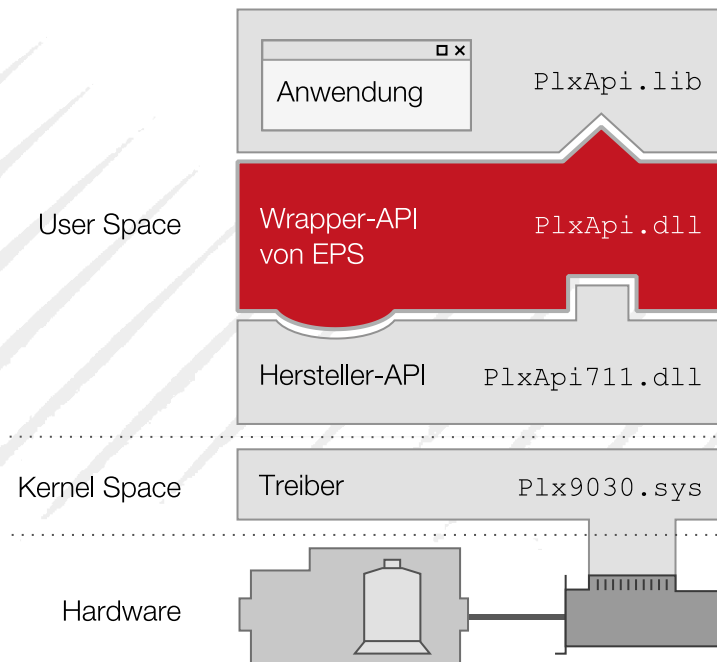 Anwendung
PlxApi.lib
User Space
Wrapper-API
von EPS
PlxApi.dll
Hersteller-API
PlxApi711.dll
Kernel Space
Treiber
Plx9030.sys
Hardware